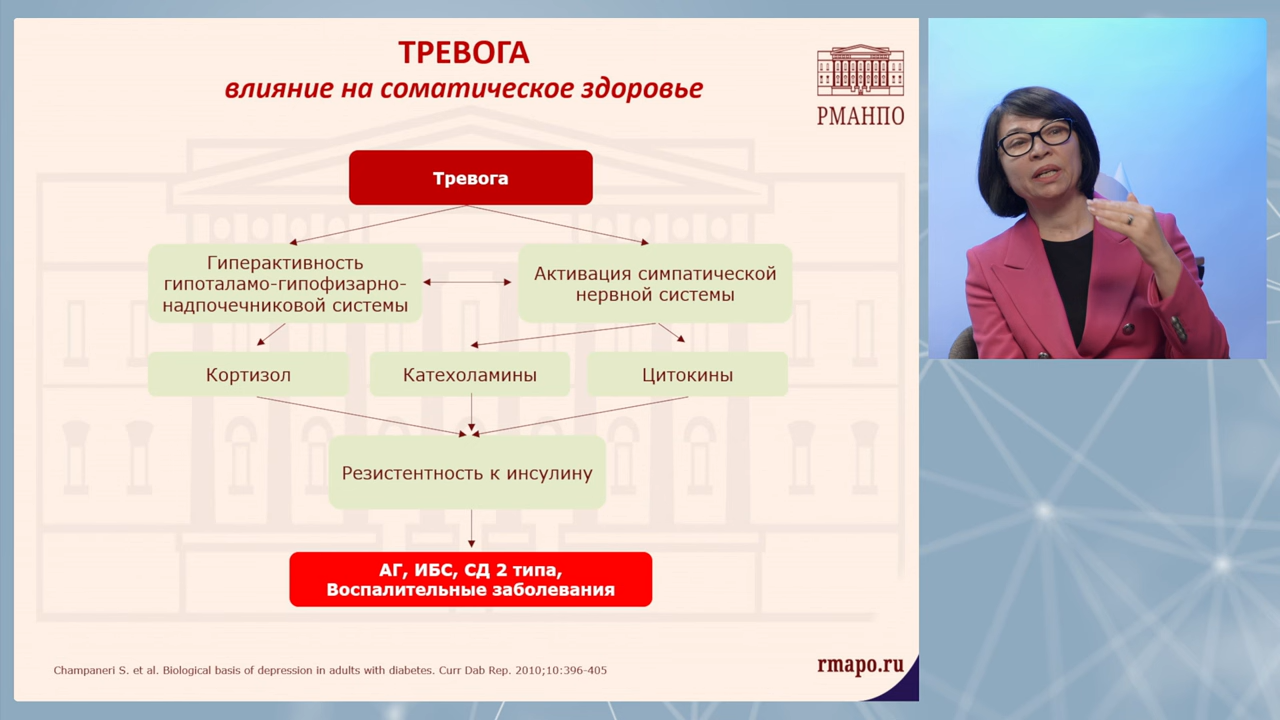 ТРЕВОГА
влияние на соматическое здоровье
РМАНПО
Тревога
Гиперактивность
гипоталамо-гипофизарно-
надпочечниковой системы
Активация симпатической
нервной системы
Кортизол
Катехоламины
Цитокины
Резистентность к инсулину
АГ, ИБС, СД 2 типа,
Воспалительные заболевания
Champaneri S. et al. Biological basis of depression in adults with diabetes. Curr Dab Rep. 2010;10:396-405
rmapo.ru